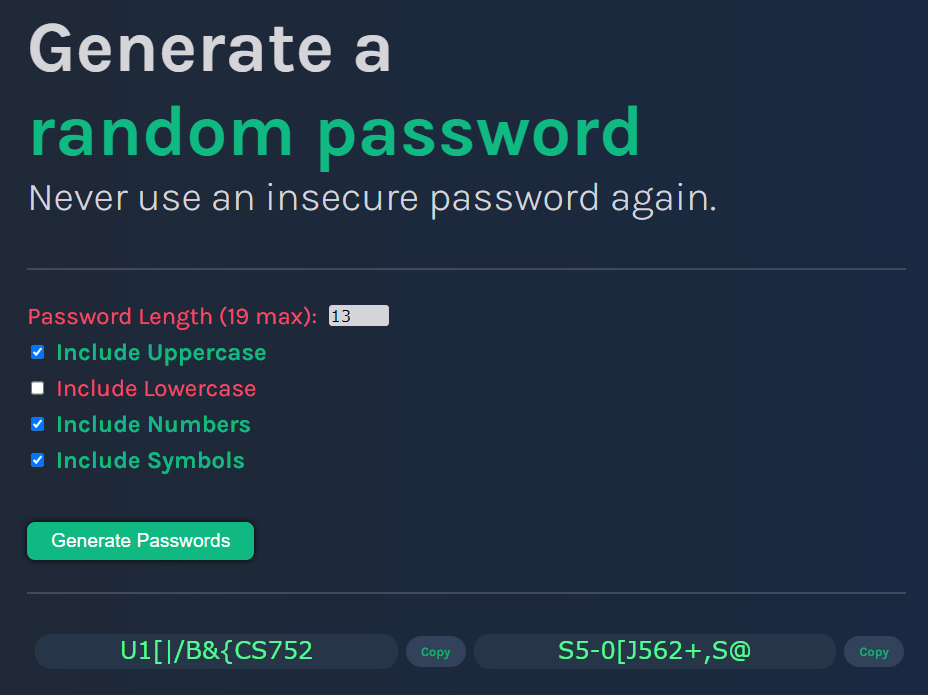 Generate a
random password
Never use an insecure password again.
Password Length (19 max): 13
Include Uppercase
Include Lowercase
Include Numbers
Include Symbols
Generate Passwords
U1[|/B&{CS752 Copy S5-0[J562+,S@ Copy